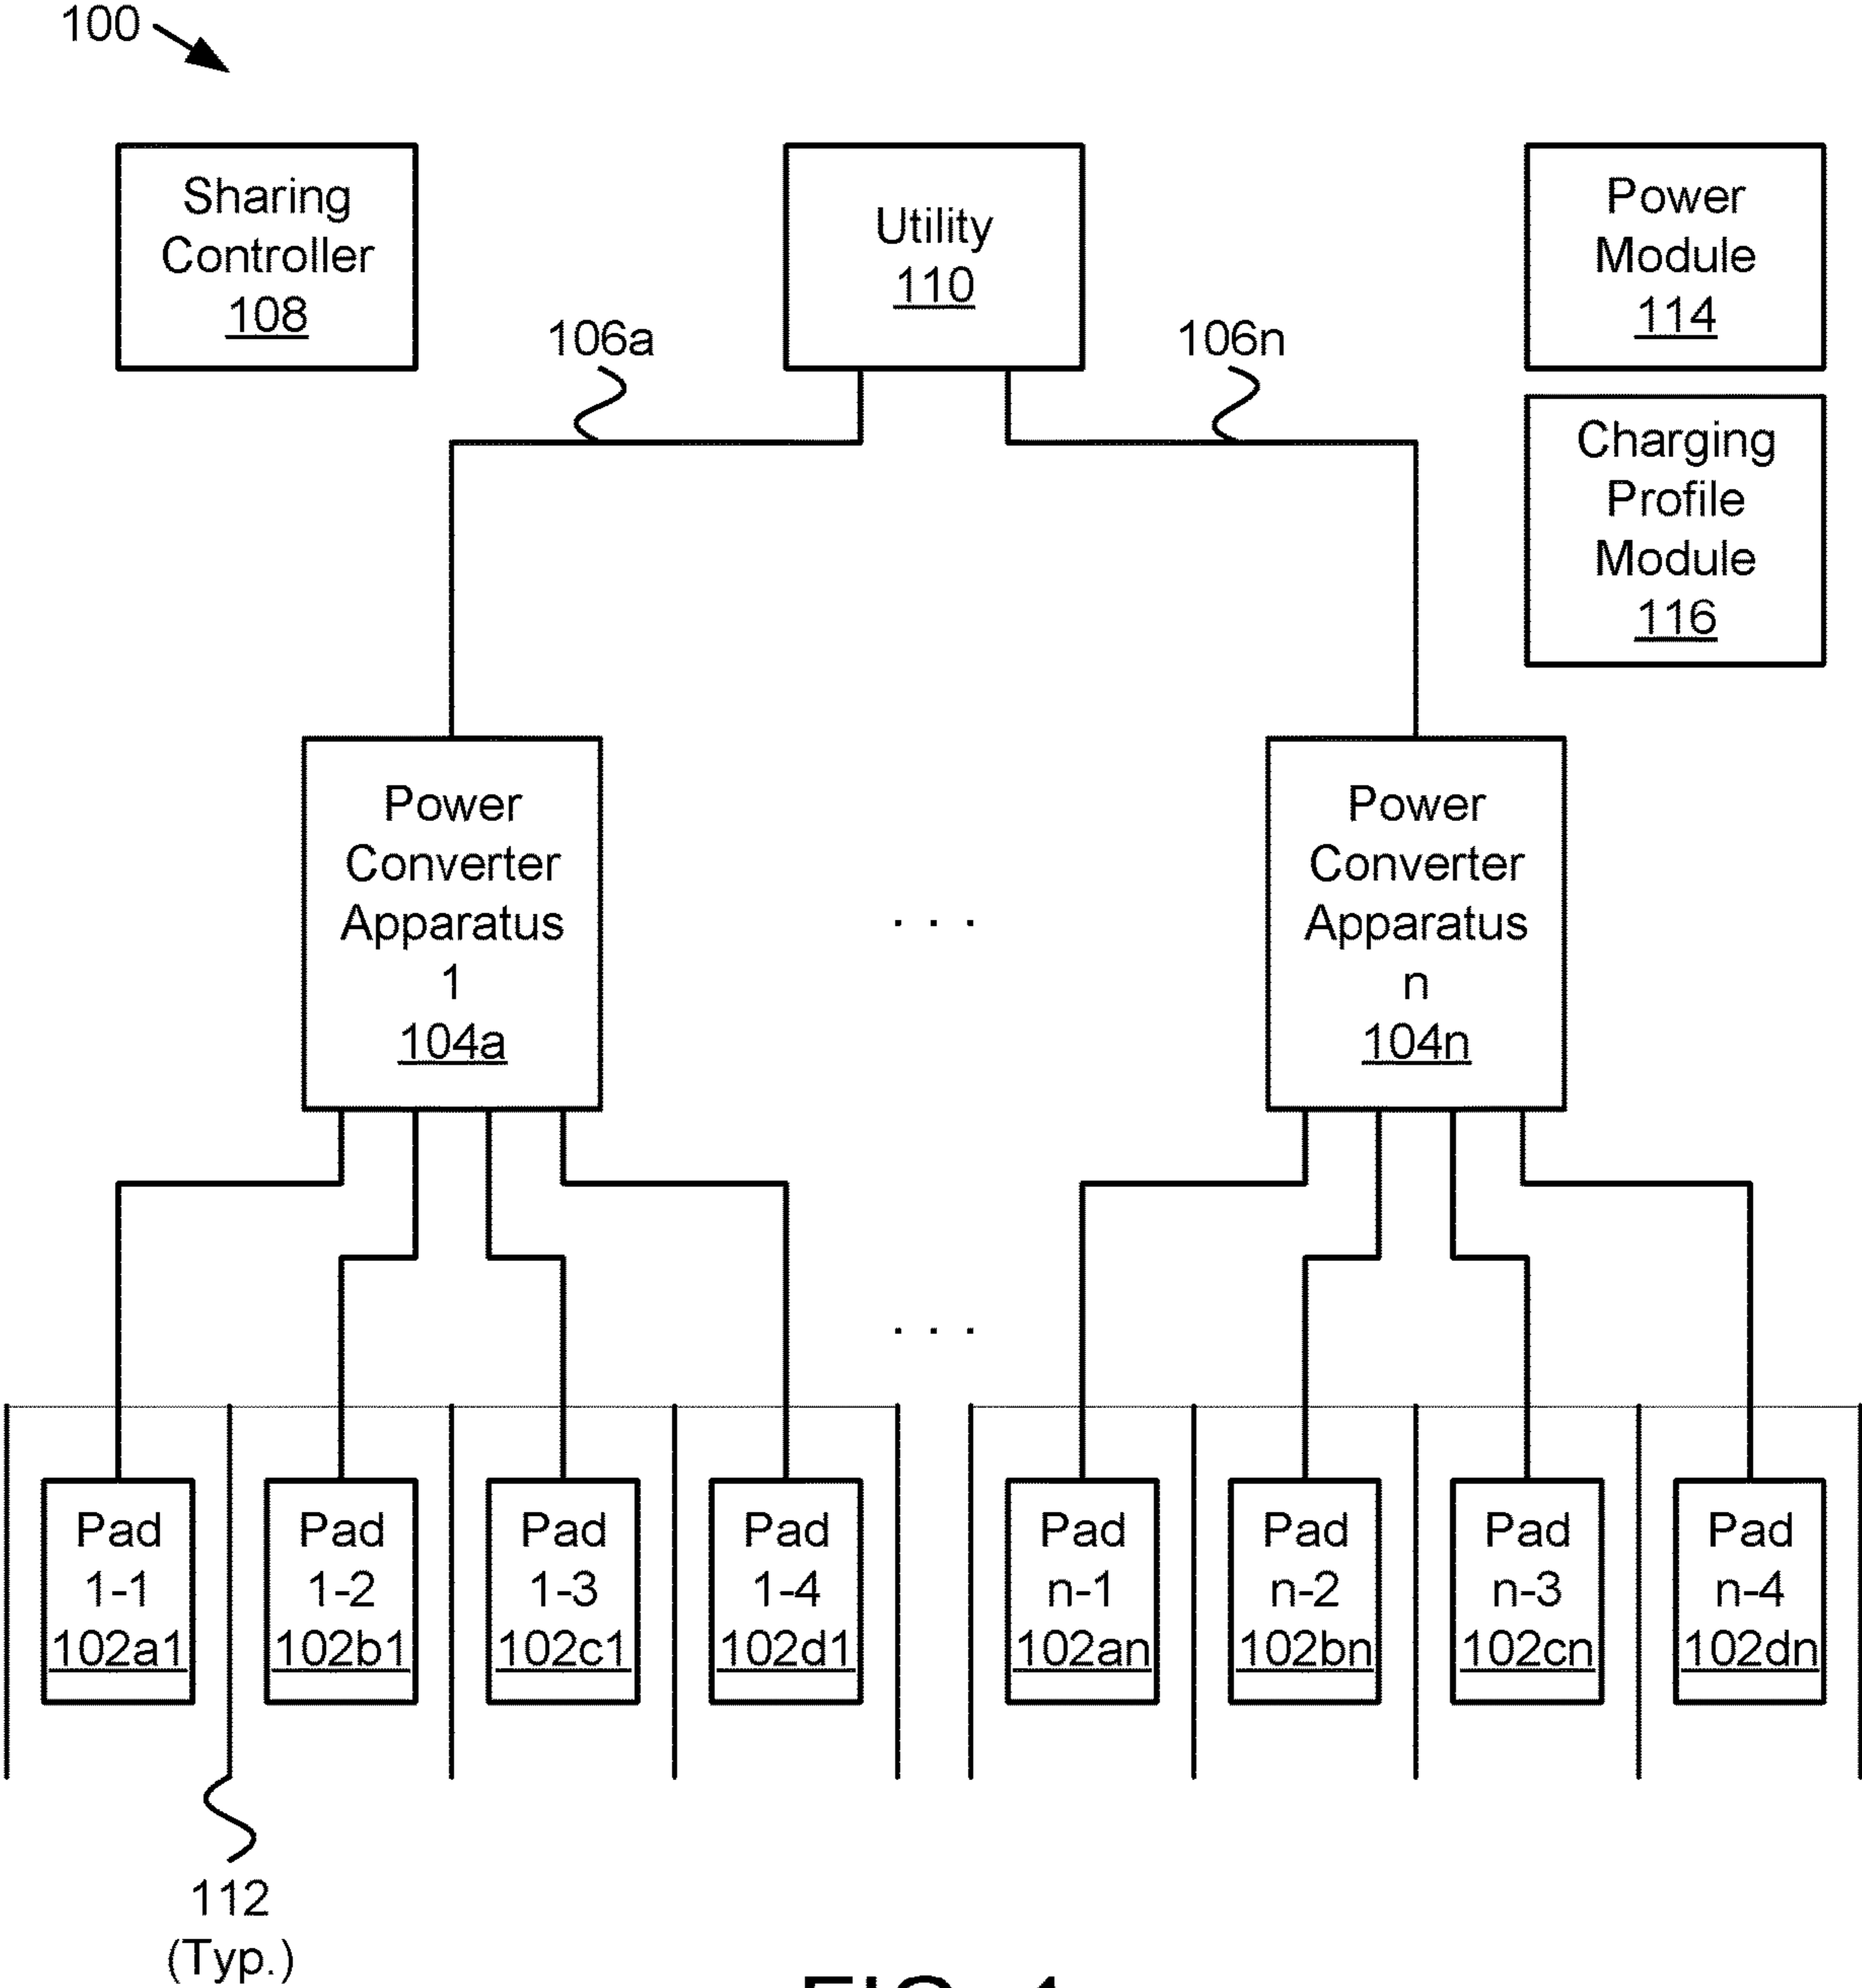 100
Sharing
Controller
108
Utility
110
Power
Module
114
106a
106n
Charging
Profile
Module
116
Power
Converter
Apparatus
1
104a
. . .
Power
Converter
Apparatus
n
104n
. . .
Pad
1-1
102a1
Pad
1-2
102b1
Pad
1-3
102c1
Pad
1-4
102d1
Pad
n-1
102an
Pad
n-2
102bn
Pad
n-3
102cn
Pad
n-4
102dn
112
(Typ.)